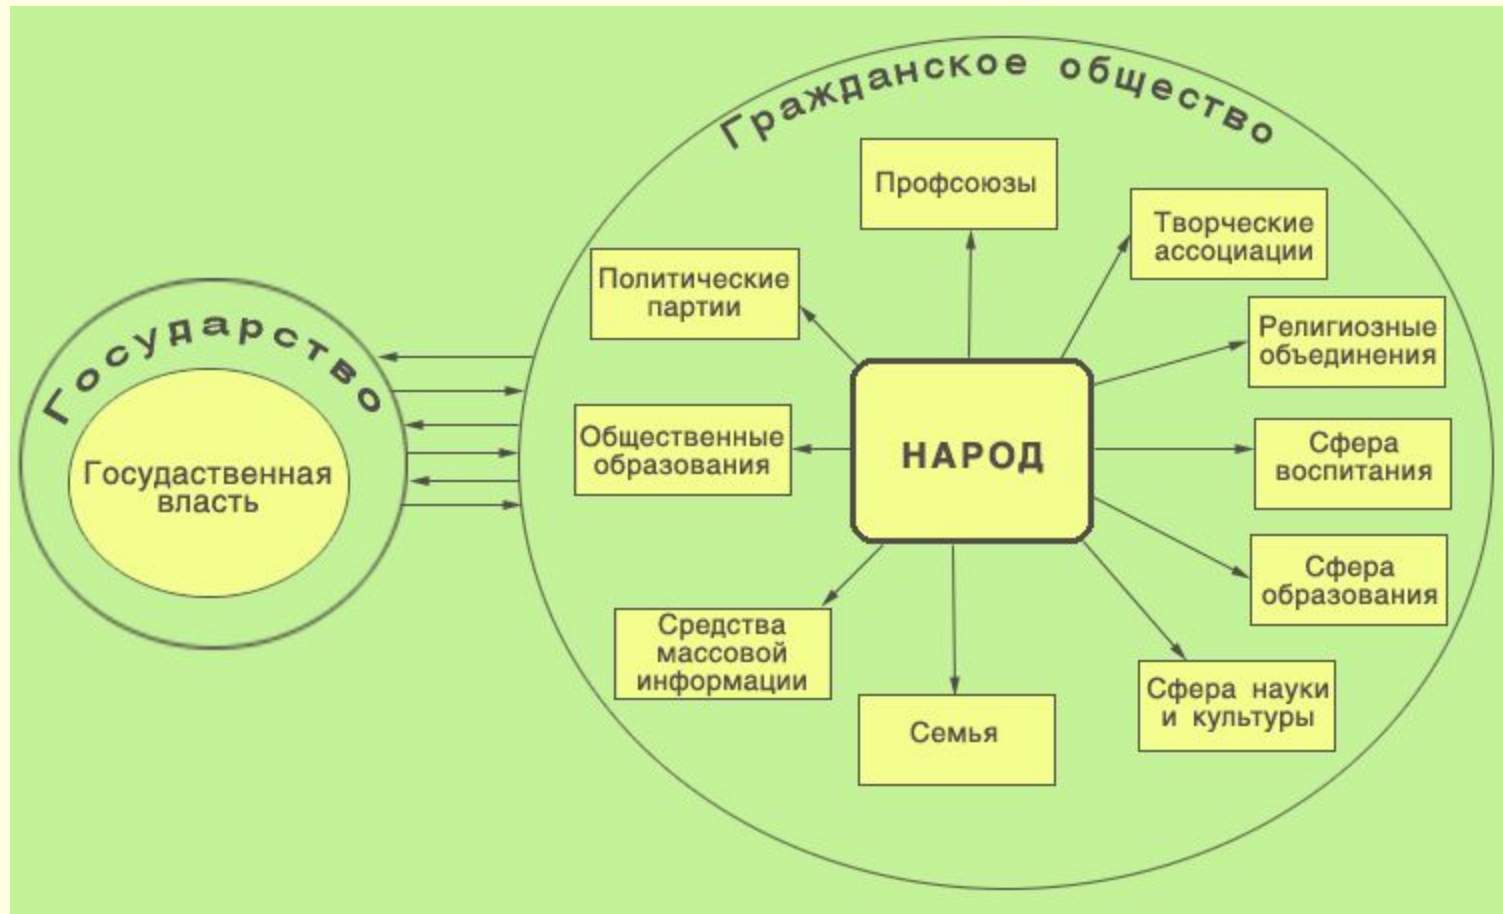 Гражданское общество
Профсоюзы
Творческие
ассоциации
Политические
партии
Религиозные
объединения
Государство
Государственная
власть
Общественные
образования
НАРОД
Сфера
воспитания
Сфера
образования
Средства
массовой
информации
Семья
Сфера науки
и культуры